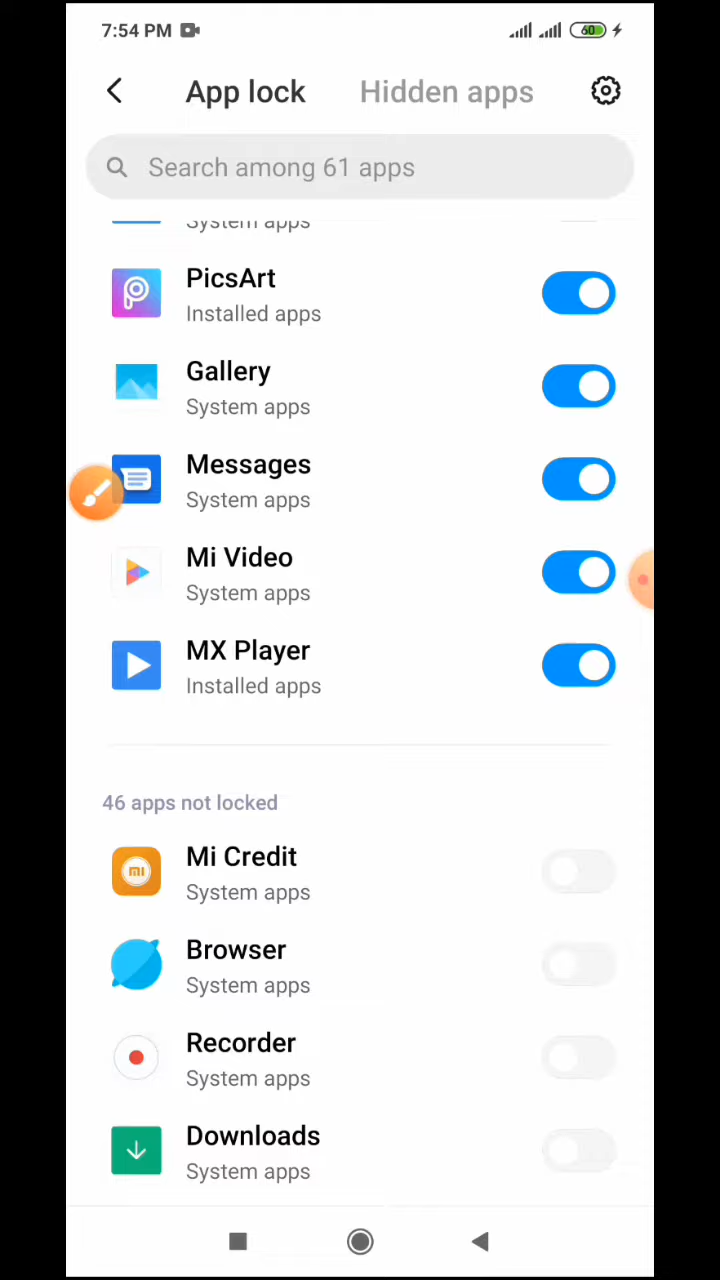 7:54 PM
60
App lock
Hidden apps
Search among 61 apps
System apps
PicsArt
Installed apps
Gallery
System apps
Messages
System apps
Mi Video
System apps
MX Player
Installed apps
46 apps not locked
Mi Credit
System apps
Browser
System apps
Recorder
System apps
Downloads
System apps